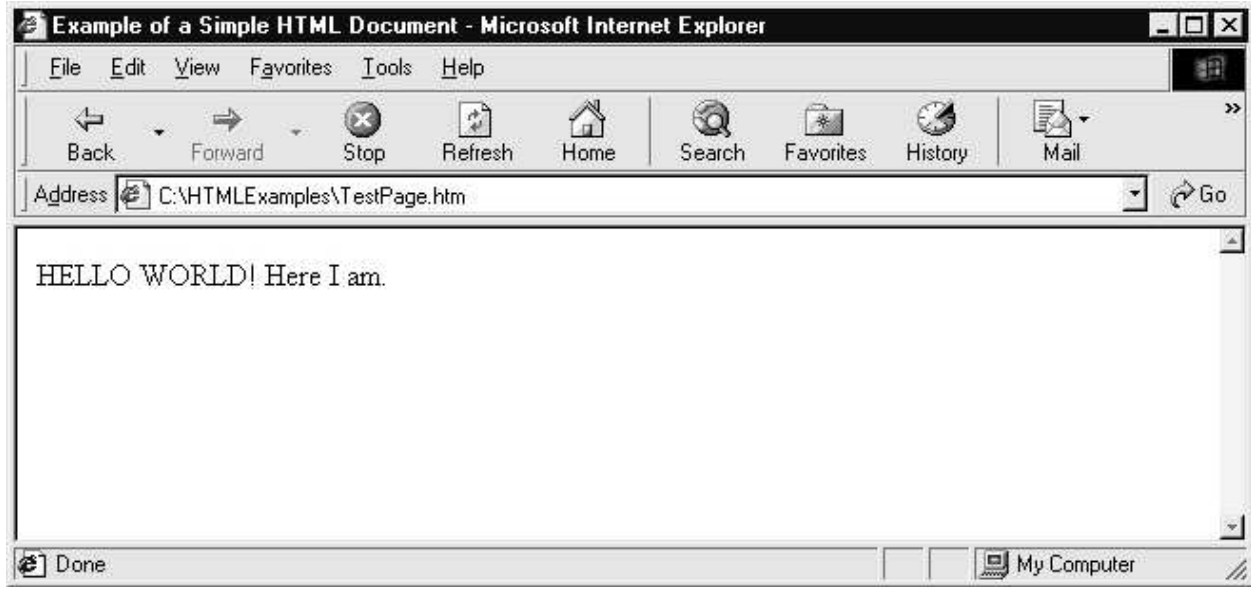 Example of a Simple HTML Document - Microsoft Internet Explorer
File Edit View Favorites Tools Help
Back Forward Stop Refresh Home Search Favorites History Mail »
Address C:\HTMLExamples\TestPage.htm Go
HELLO WORLD! Here I am.
Done My Computer